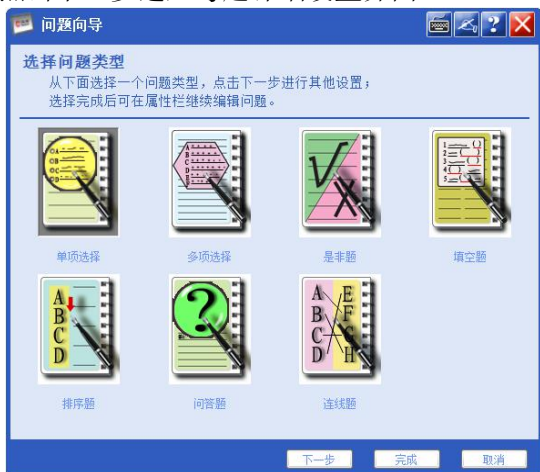 问题向导
选择问题类型
从下面选择一个问题类型，点击下一步进行其他设置；
选择完成后可在属性栏继续编辑问题。
单项选择
多项选择
是非题
填空题
排序题
问答题
连线题
下一步
完成
取消